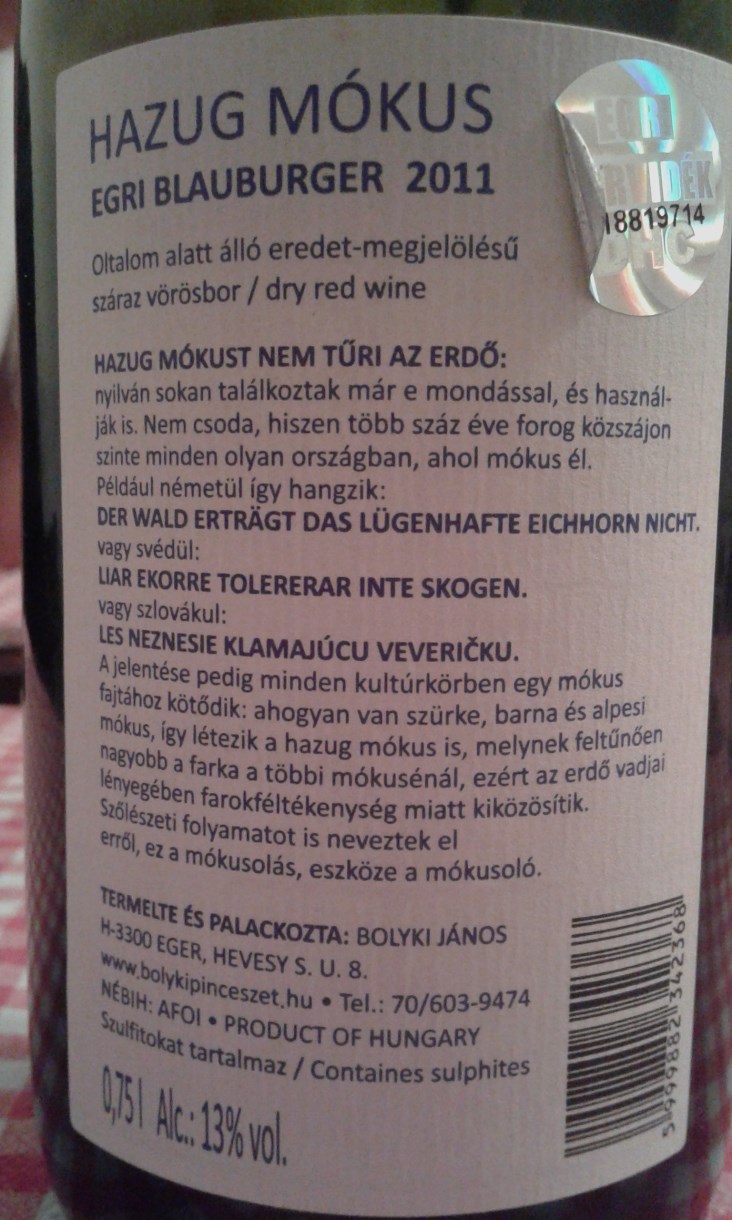 HAZUG MÓKUS
EGRI BLAUBURGER 2011
Oltalom alatt álló eredet-megjelölésű
száraz vörösbor / dry red wine
EGRI
18819714
DHC
HAZUG MÓKUST NEM TŰRI AZ ERDŐ:
nyilván sokan találkoztak már e mondással, és használ-
ják is. Nem csoda, hiszen több száz éve forog közszájon
szinte minden olyan országban, ahol mókus él.
Például németül így hangzik:
DER WALD ERTRÄGT DAS LÜGENHAFTE EICHHORN NICHT.
vagy svédül:
LIAR EKORRE TOLERERAR INTE SKOGEN.
vagy szlovákul:
LES NEZNESIE KLAMAJÚCU VEVERIČKU.
A jelentése pedig minden kultúrkörben egy mókus
fajtához kötődik: ahogyan van szürke, barna és alpesi
mókus, így létezik a hazug mókus is, melynek feltűnően
nagyobb a farka a többi mókusénál, ezért az erdő vadjai
lényegében farokféltékenység miatt kiközösítik.
Szőlészeti folyamatot is neveztek el
erről, ez a mókusolás, eszköze a mókusoló.
TERMELTE ÉS PALACKOZTA: BOLYKI JÁNOS
H-3300 EGER, HEVESY S. U. 8.
www.bolykipinceszet.hu • Tel.: 70/603-9474
NÉBIH: AFOI • PRODUCT OF HUNGARY
Szulfitokat tartalmaz / Containes sulphites
0,75 l Alc.: 13% vol.
5 999882 342368